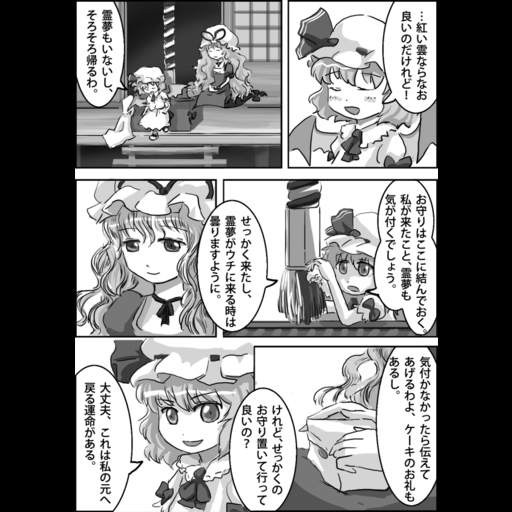 …紅い雲ならなお
良いのだけれど！
霊夢もいないし、
そろそろ帰るわ。
お守りはここに結んでおく。
私が来たこと、霊夢も
気が付くでしょう。
せっかく来たし、
霊夢がウチに来る時は
曇りますように。
気付かなかったら伝えて
あげるわよ、ケーキのお礼も
あるし。
けれど、せっかくの
お守り置いて行って
良いの？
大丈夫、これは私の元へ
戻る運命がある。